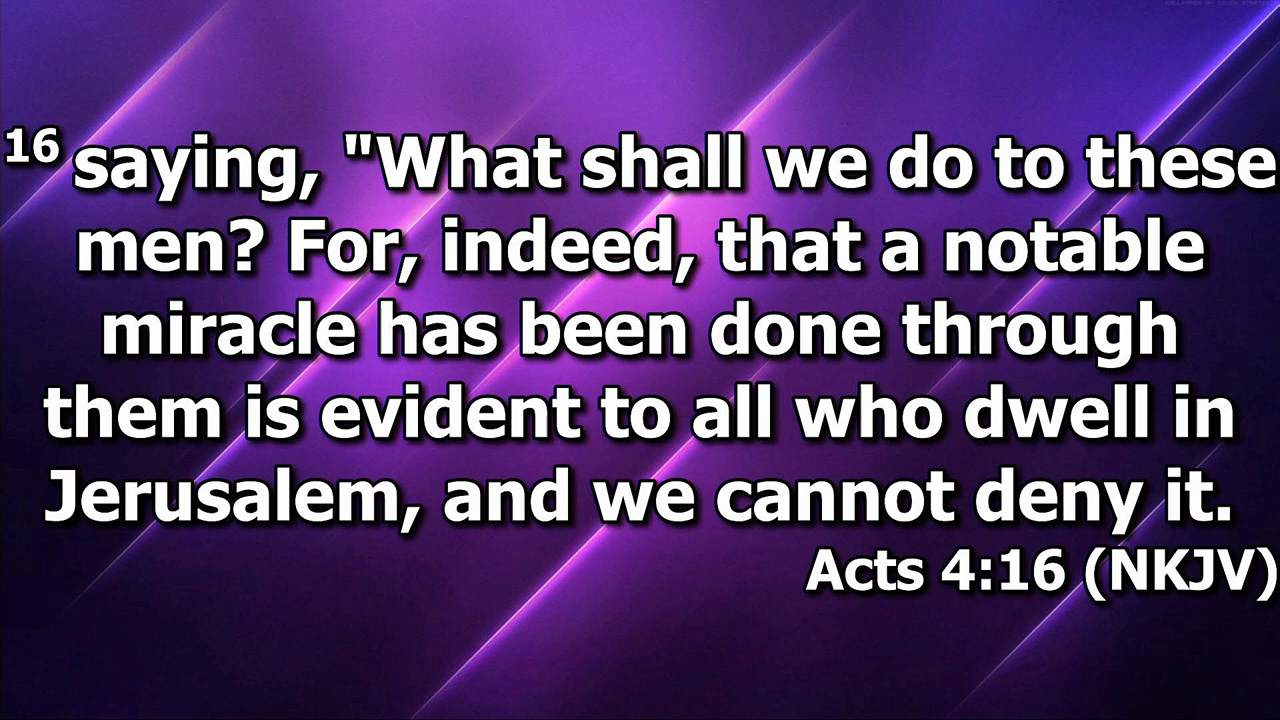 16 saying, "What shall we do to these
men? For, indeed, that a notable
miracle has been done through
them is evident to all who dwell in
Jerusalem, and we cannot deny it.
Acts 4:16 (NKJV)